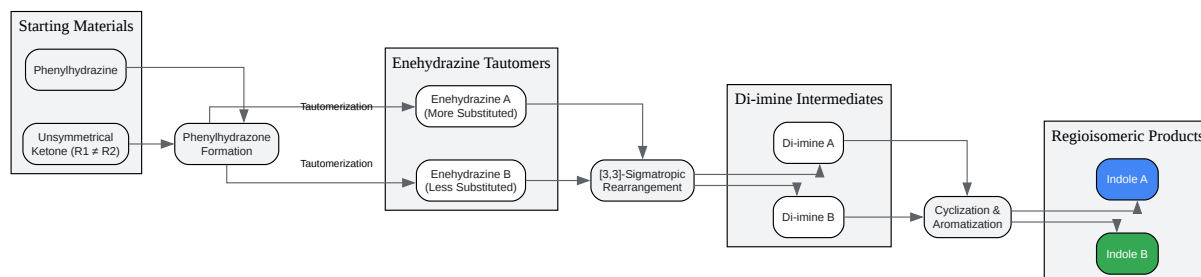 Starting Materials
Phenylhydrazine
Unsymmetrical
Ketone (R1 ≠ R2)
Phenylhydrazone
Formation
Tautomerization
Tautomerization
Enehydrazine Tautomers
Enehydrazine A
(More Substituted)
Enehydrazine B
(Less Substituted)
[3,3]-Sigmatropic
Rearrangement
Di-imine Intermediates
Di-imine A
Di-imine B
Cyclization &
Aromatization
Regioisomeric Products
Indole A
Indole B